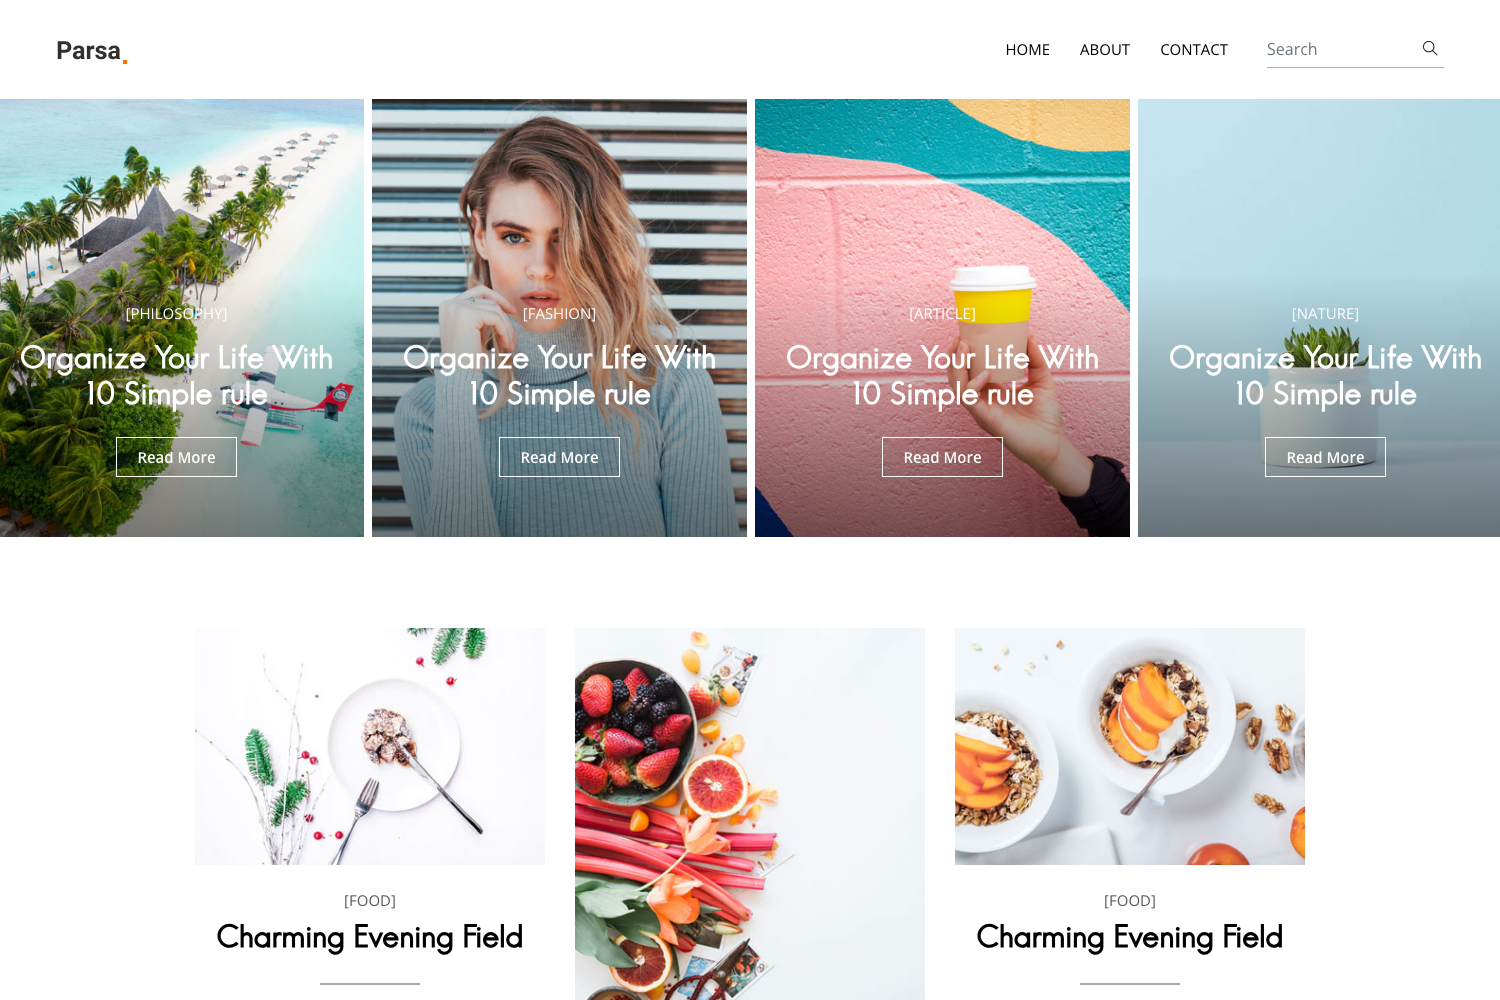 Parsa.
HOME ABOUT CONTACT Search
[PHILOSOPHY]
Organize Your Life With
10 Simple rule
Read More
[FASHION]
Organize Your Life With
10 Simple rule
Read More
[ARTICLE]
Organize Your Life With
10 Simple rule
Read More
[NATURE]
Organize Your Life With
10 Simple rule
Read More
[FOOD]
Charming Evening Field
[FOOD]
Charming Evening Field